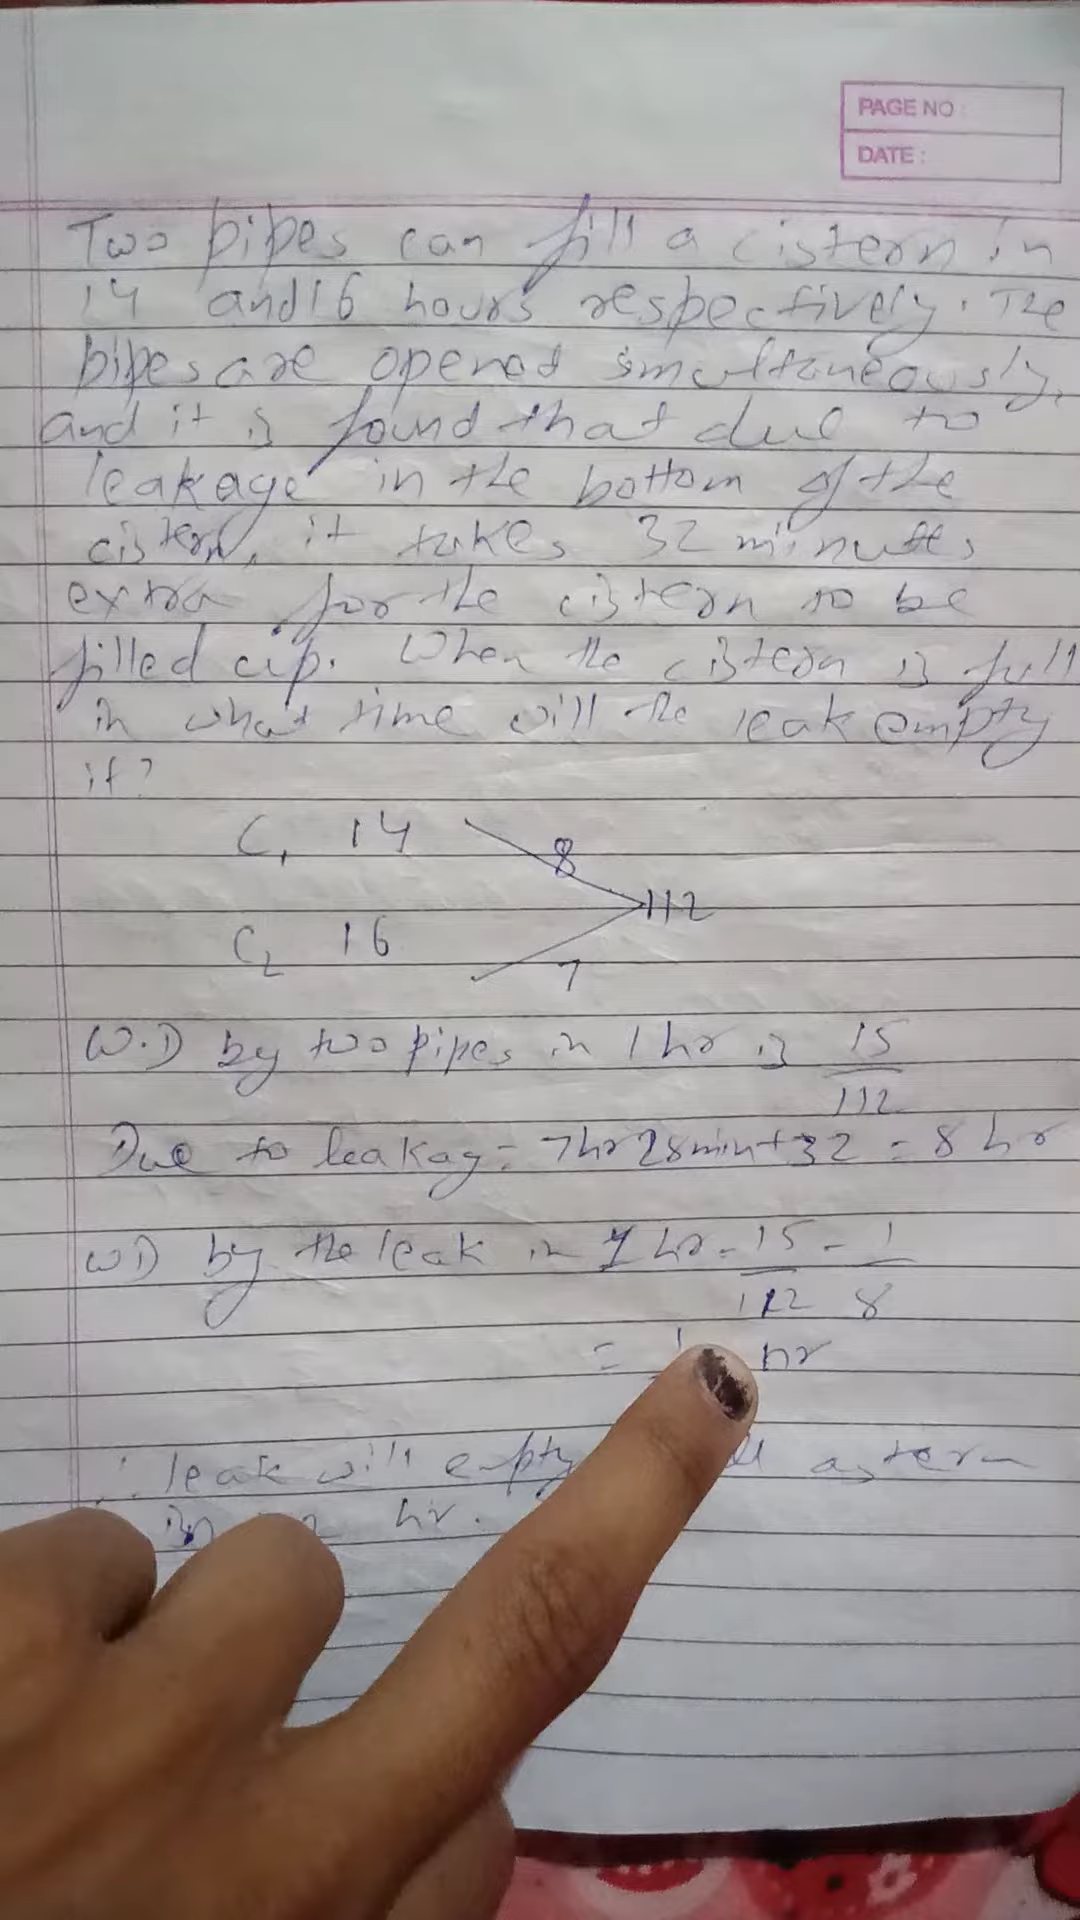 PAGE NO :
DATE :
Two pipes can fill a cistern in
14 and 16 hours respectively. The
pipes are opened simultaneously,
and it is found that due to
leakage in the bottom of the
cistern, it takes 32 minutes
extra for the cistern to be
filled up. When the cistern is full
in what time will the leak empty
it?
C₁ 14
8
112
C₂ 16
7
W.D by two pipes in 1 hr is 15/112
Due to leakag = 7hr 28min + 32 = 8 hr
WD by the leak in 1 hr = 15/112 - 1/8
= hr
∴ leak will empty
in hr.